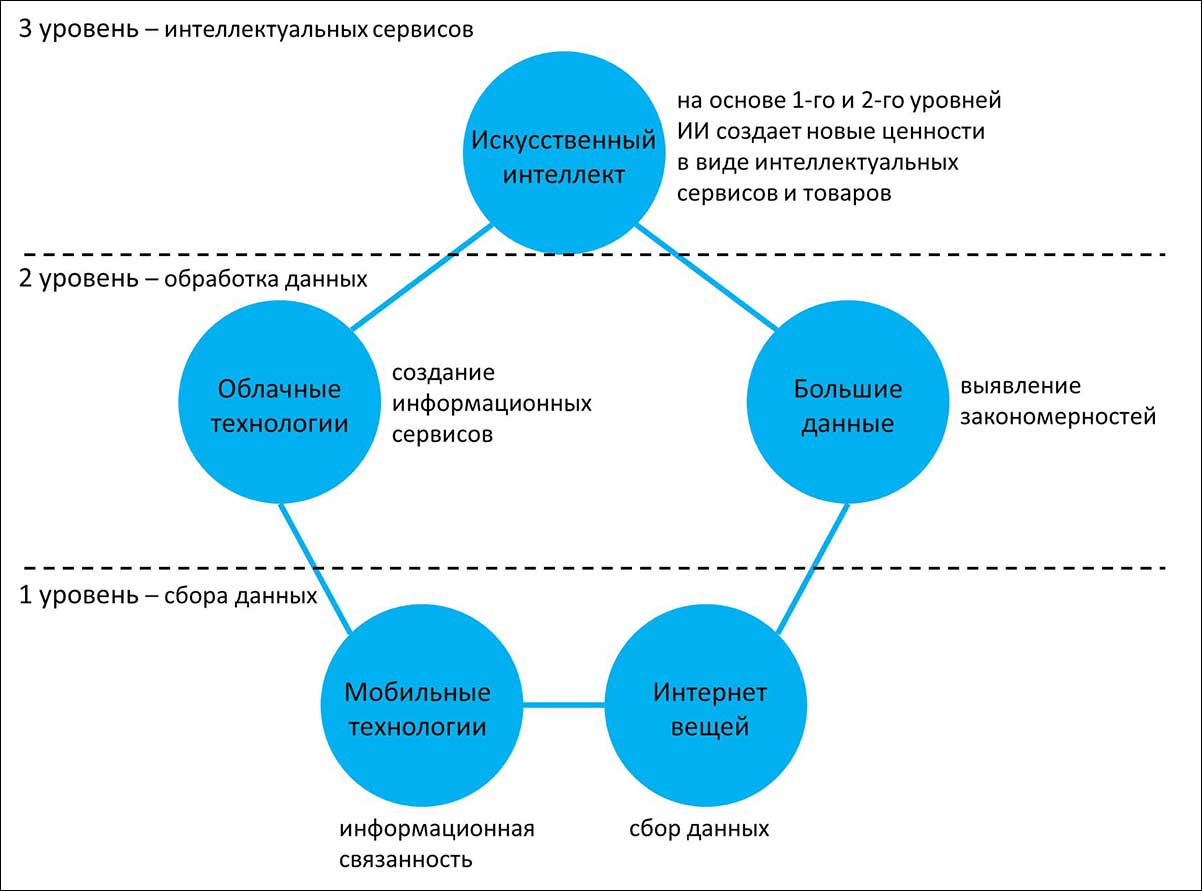 3 уровень – интеллектуальных сервисов
Искусственный
интеллект
на основе 1-го и 2-го уровней
ИИ создает новые ценности
в виде интеллектуальных
сервисов и товаров
2 уровень – обработка данных
Облачные
технологии
создание
информационных
сервисов
Большие
данные
выявление
закономерностей
1 уровень – сбора данных
Мобильные
технологии
информационная
связанность
Интернет
вещей
сбор данных